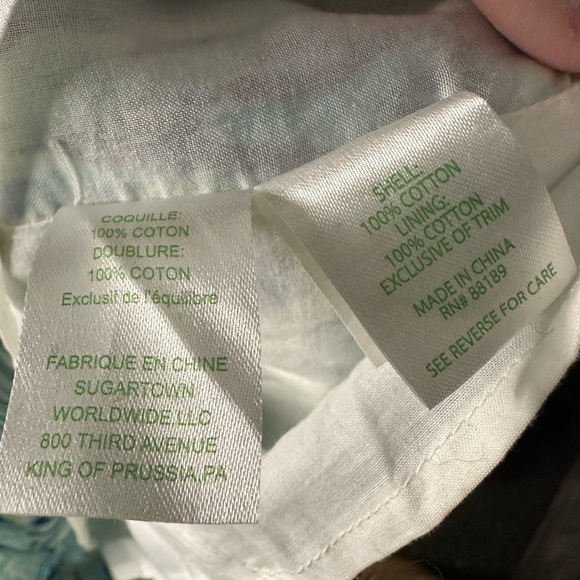 COQUILLE:
100% COTON
DOUBLURE:
100% COTON
Exclusif de l'équilibre
FABRIQUE EN CHINE
SUGARTOWN
WORLDWIDE, LLC
800 THIRD AVENUE
KING OF PRUSSIA, PA
SHELL:
100% COTTON
LINING:
100% COTTON
EXCLUSIVE OF TRIM
MADE IN CHINA
RN# 88189
SEE REVERSE FOR CARE